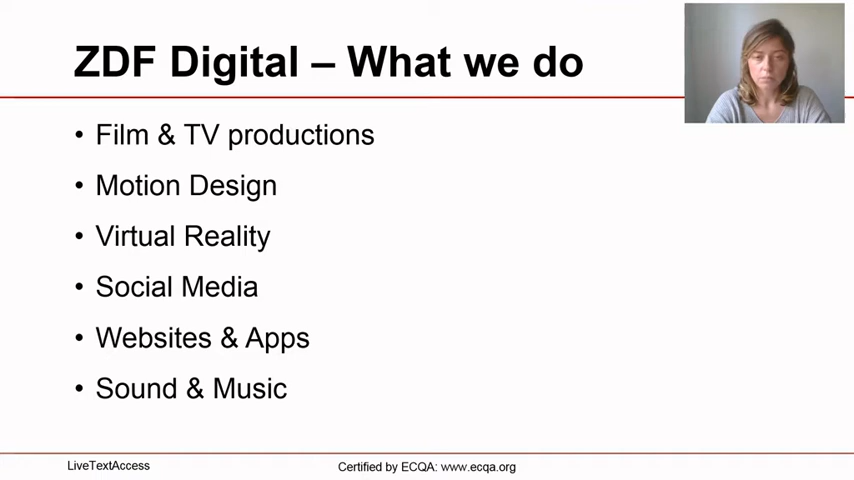 ZDF Digital – What we do
• Film & TV productions
• Motion Design
• Virtual Reality
• Social Media
• Websites & Apps
• Sound & Music
LiveTextAccess
Certified by ECQA: www.ecqa.org